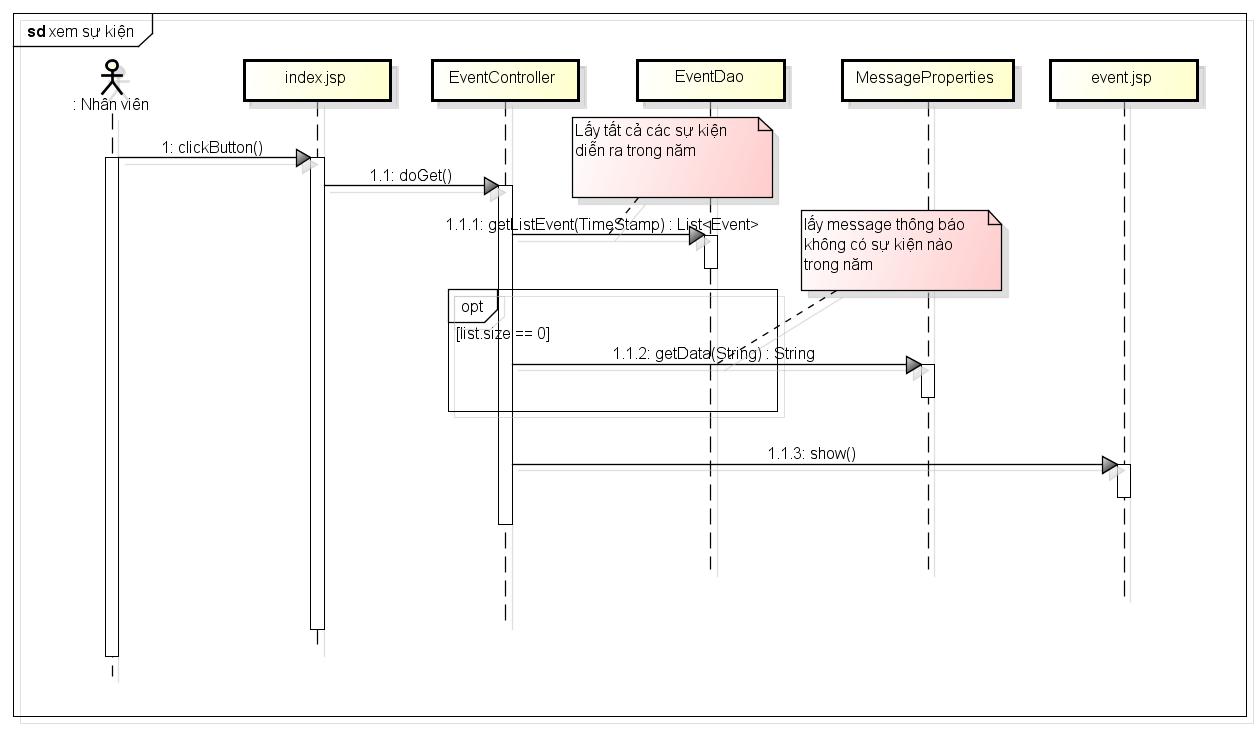 sd xem sự kiện
: Nhân viên
index.jsp
EventController
EventDao
MessageProperties
event.jsp
Lấy tất cả các sự kiện
diễn ra trong năm
1: clickButton()
1.1: doGet()
1.1.1: getListEvent(TimeStamp) : List<Event>
lấy message thông báo
không có sự kiện nào
trong năm
opt
[list.size == 0]
1.1.2: getData(String) : String
1.1.3: show()